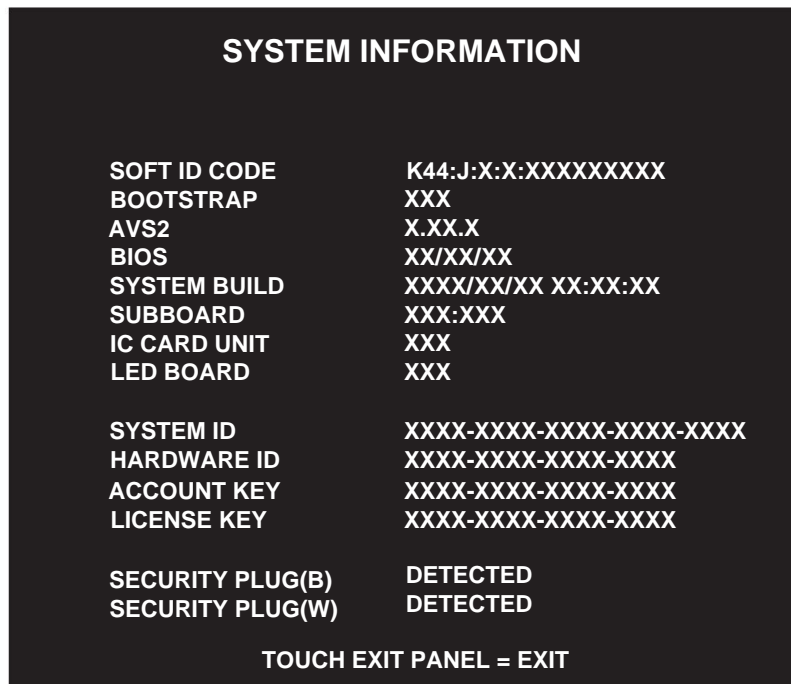 SYSTEM INFORMATION
SOFT ID CODE K44:J:X:X:XXXXXXXXX
BOOTSTRAP XXX
AVS2 X.XX.X
BIOS XX/XX/XX
SYSTEM BUILD XXXX/XX/XX XX:XX:XX
SUBBOARD XXX:XXX
IC CARD UNIT XXX
LED BOARD XXX
SYSTEM ID XXXX-XXXX-XXXX-XXXX-XXXX
HARDWARE ID XXXX-XXXX-XXXX-XXXX
ACCOUNT KEY XXXX-XXXX-XXXX-XXXX
LICENSE KEY XXXX-XXXX-XXXX-XXXX
SECURITY PLUG(B) DETECTED
SECURITY PLUG(W) DETECTED
TOUCH EXIT PANEL = EXIT